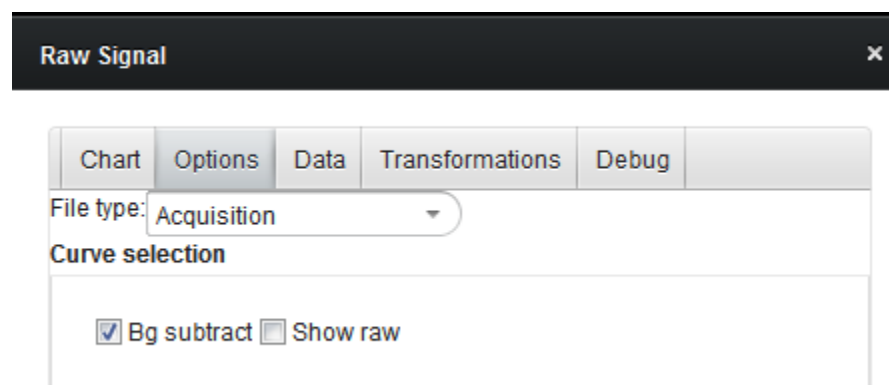 Raw Signal ×
Chart Options Data Transformations Debug
File type: Acquisition
Curve selection
Bg subtract Show raw